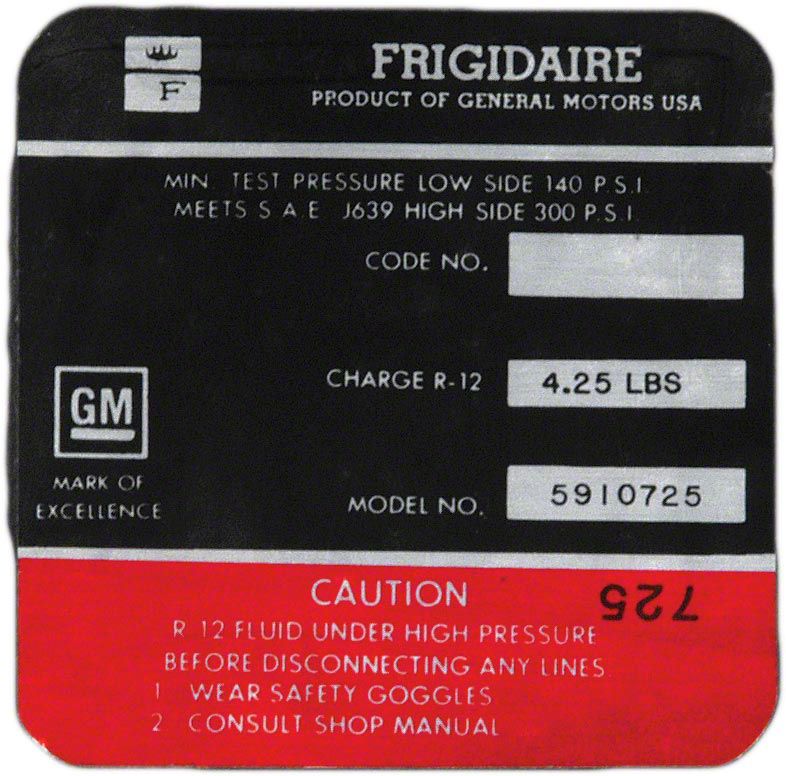 F
FRIGIDAIRE
PRODUCT OF GENERAL MOTORS USA
MIN. TEST PRESSURE LOW SIDE 140 P.S.I.
MEETS S.A.E. J639 HIGH SIDE 300 P.S.I.
CODE NO.
CHARGE R-12 4.25 LBS
GM
MARK OF
EXCELLENCE
MODEL NO. 5910725
CAUTION
725
R 12 FLUID UNDER HIGH PRESSURE
BEFORE DISCONNECTING ANY LINES
1 WEAR SAFETY GOGGLES
2 CONSULT SHOP MANUAL